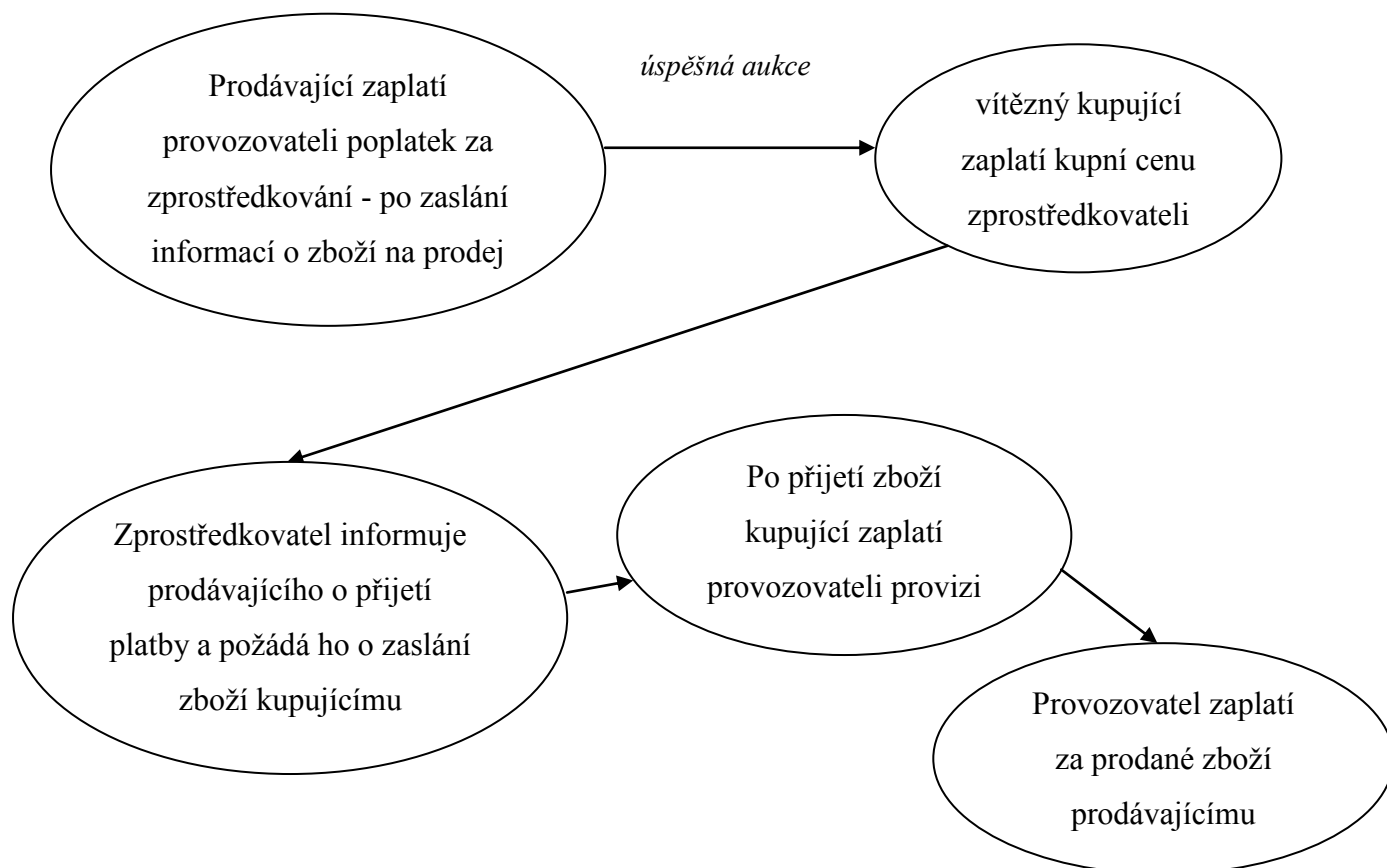 Prodávající zaplatí
provozovateli poplatek za
zprostředkování - po zaslání
informací o zboží na prodej
úspěšná aukce
vítězný kupující
zaplatí kupní cenu
zprostředkovateli
Zprostředkovatel informuje
prodávajícího o přijetí
platby a požádá ho o zaslání
zboží kupujícímu
Po přijetí zboží
kupující zaplatí
provozovateli provizi
Provozovatel zaplatí
za prodané zboží
prodávajícímu